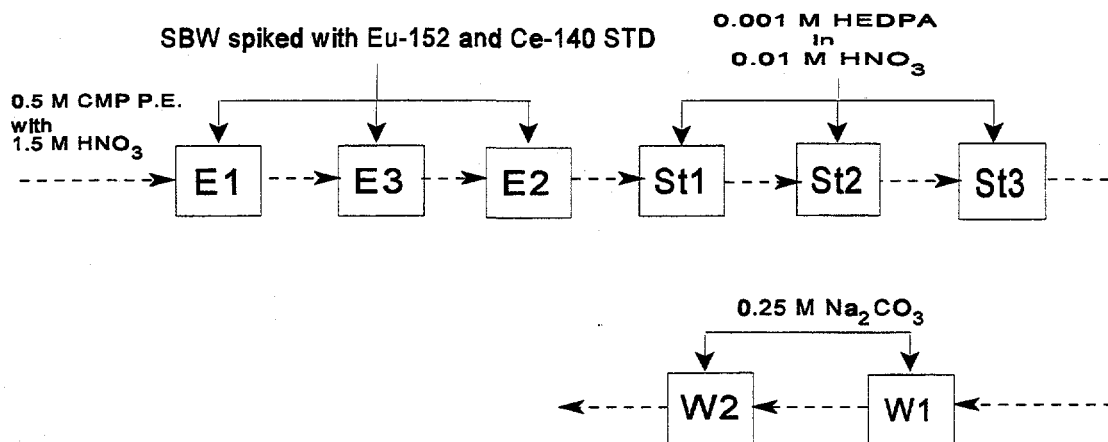 SBW spiked with Eu-152 and Ce-140 STD
0.001 M HEDPA
in
0.01 M HNO₃
0.5 M CMP P.E.
with
1.5 M HNO₃
E1
E3
E2
St1
St2
St3
0.25 M Na₂CO₃
W2
W1